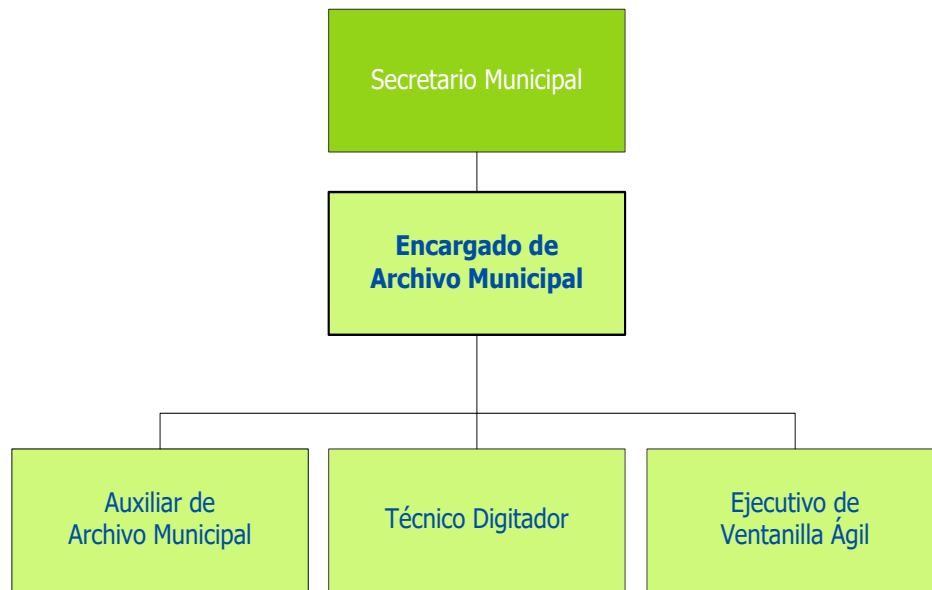 Secretario Municipal
Encargado de
Archivo Municipal
Auxiliar de
Archivo Municipal
Técnico Digitador
Ejecutivo de
Ventanilla Ágil